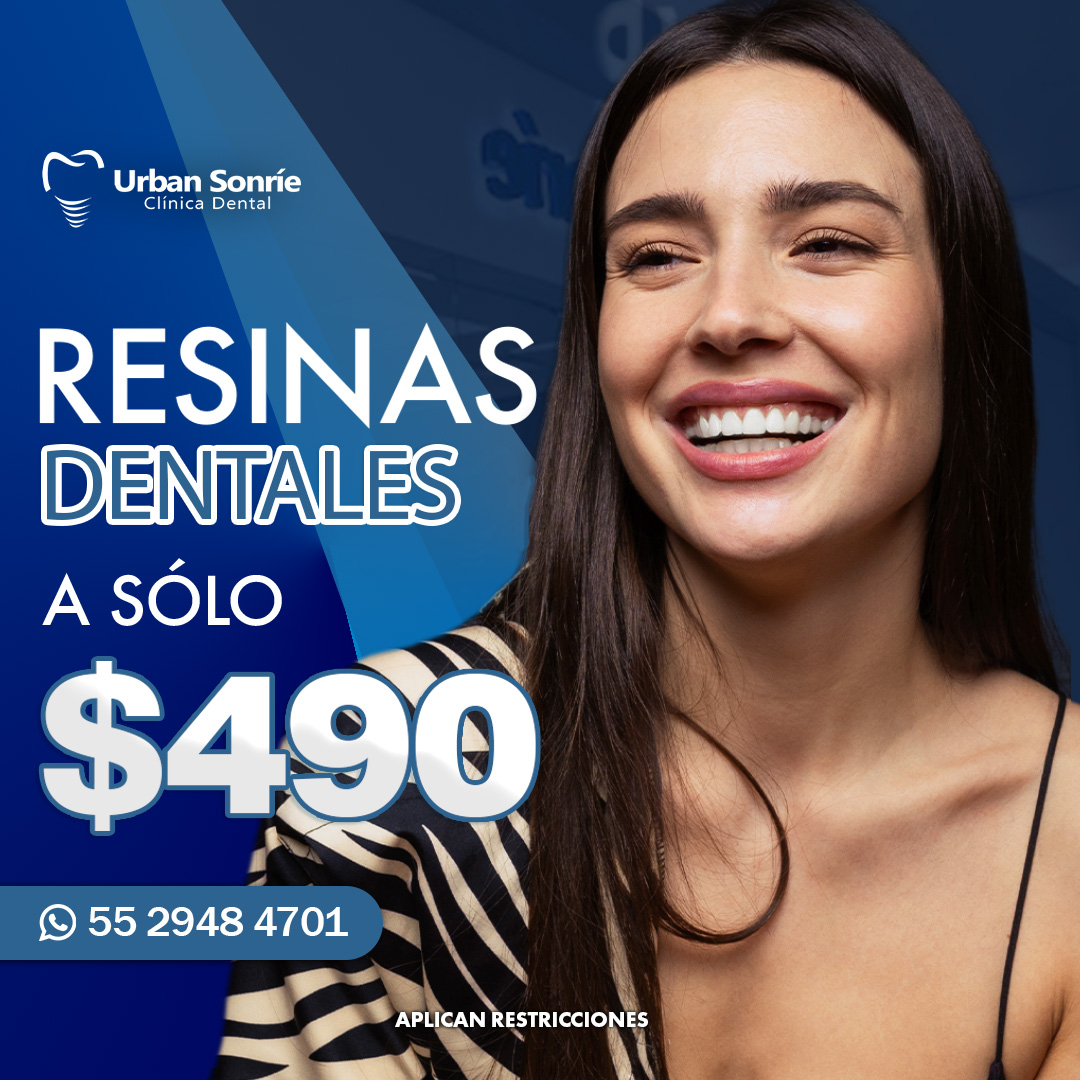 Urban Sonríe
Clínica Dental
RESINAS
DENTALES
A SÓLO
$490
55 2948 4701
APLICAN RESTRICCIONES